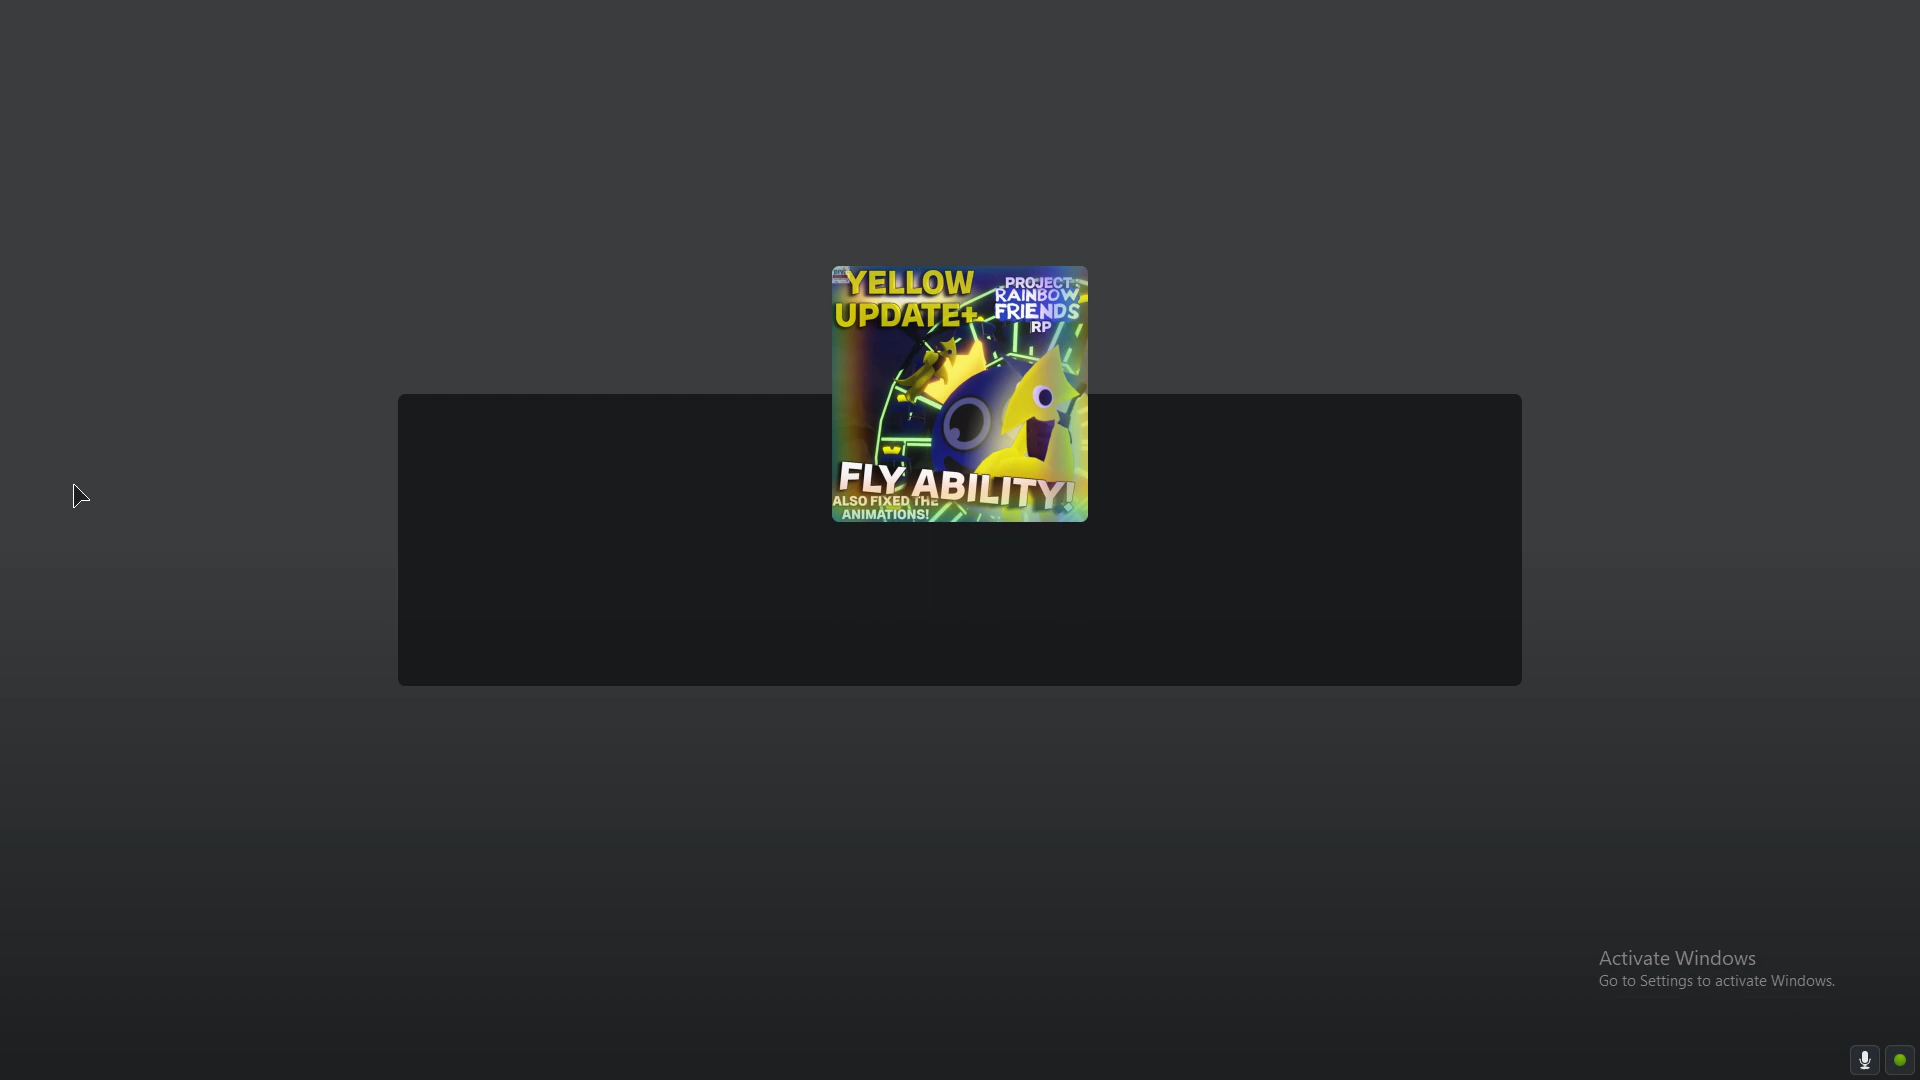 YELLOW
UPDATE+
PROJECT:
RAINBOW
FRIENDS
RP
FLY ABILITY!
ALSO FIXED THE
ANIMATIONS!
Activate Windows
Go to Settings to activate Windows.